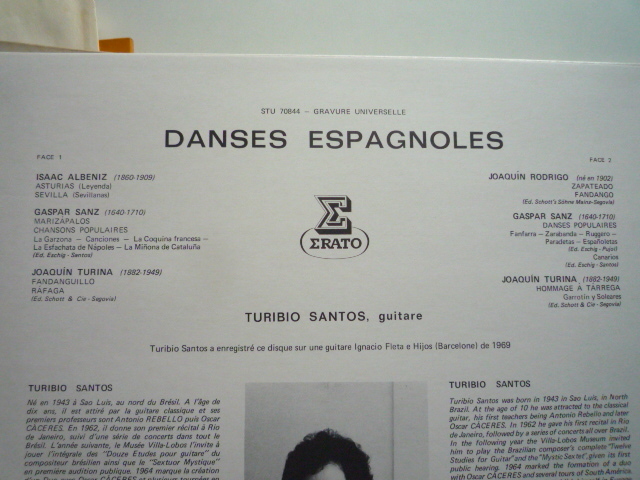 STU 70844 — GRAVURE UNIVERSELLE
DANSES ESPAGNOLES
FACE 1
ISAAC ALBENIZ (1860-1909)
ASTURIAS (Leyenda)
SEVILLA (Sevillanas)
GASPAR SANZ (1640-1710)
MARIZAPALOS
CHANSONS POPULAIRES
La Garzona — Canciones — La Coquina francesa —
La Esfachata de Nápoles — La Miñona de Cataluña
(Ed. Eschig - Santos)
JOAQUÍN TURINA (1882-1949)
FANDANGUILLO
RAFAGA
(Ed. Schott & Cie - Segovia)
Σ
ΣRATO
FACE 2
JOAQUÍN RODRIGO (né en 1902)
ZAPATEADO
FANDANGO
(Ed. Schott's Söhne Mainz-Segovia)
GASPAR SANZ (1640-1710)
DANSES POPULAIRES
Fanfarra — Zarabanda — Ruggero —
Paradetas — Españoletas
(Ed. Eschig - Pujol)
Canarios
(Ed. Eschig - Santos)
JOAQUÍN TURINA (1882-1949)
HOMMAGE A TÁRREGA
Garrotin y Soleares
(Ed. Schott & Cie - Segovia)
TURIBIO SANTOS, guitare
Turibio Santos a enregistré ce disque sur une guitare Ignacio Fleta e Hijos (Barcelone) de 1969
TURIBIO SANTOS
Né en 1943 à Sao Luis, au nord du Brésil. A l'âge de
dix ans, il est attiré par la guitare classique et ses
premiers professeurs sont Antonio REBELLO puis Oscar
CÁCERES. En 1962, il donne son premier récital à Rio
de Janeiro, suivi d'une série de concerts dans tout le
Brésil. L'année suivante, le Musée Villa-Lobos l'invite à
jouer l'intégrale des "Douze Etudes pour guitare" du
compositeur brésilien ainsi que le "Sextuor Mystique"
en première audition publique. 1964 marque la création
TURIBIO SANTOS
Turibio Santos was born in 1943 in Sao Luis, in North
Brazil. At the age of 10 he was attracted to the classical
guitar, his first teachers being Antonio Rebello and later
Oscar CÁCERES. In 1962 he gave his first recital in Rio
de Janeiro, followed by a series of concerts all over Brazil.
In the following year the Villa-Lobos Museum invited
him to play the Brazilian composer's complete "Twelve
Studies for Guitar" and the "Mystic Sextet", given its first
public hearing. 1964 marked the formation of a duo
with Oscar CÁCERES and several tours of South America.